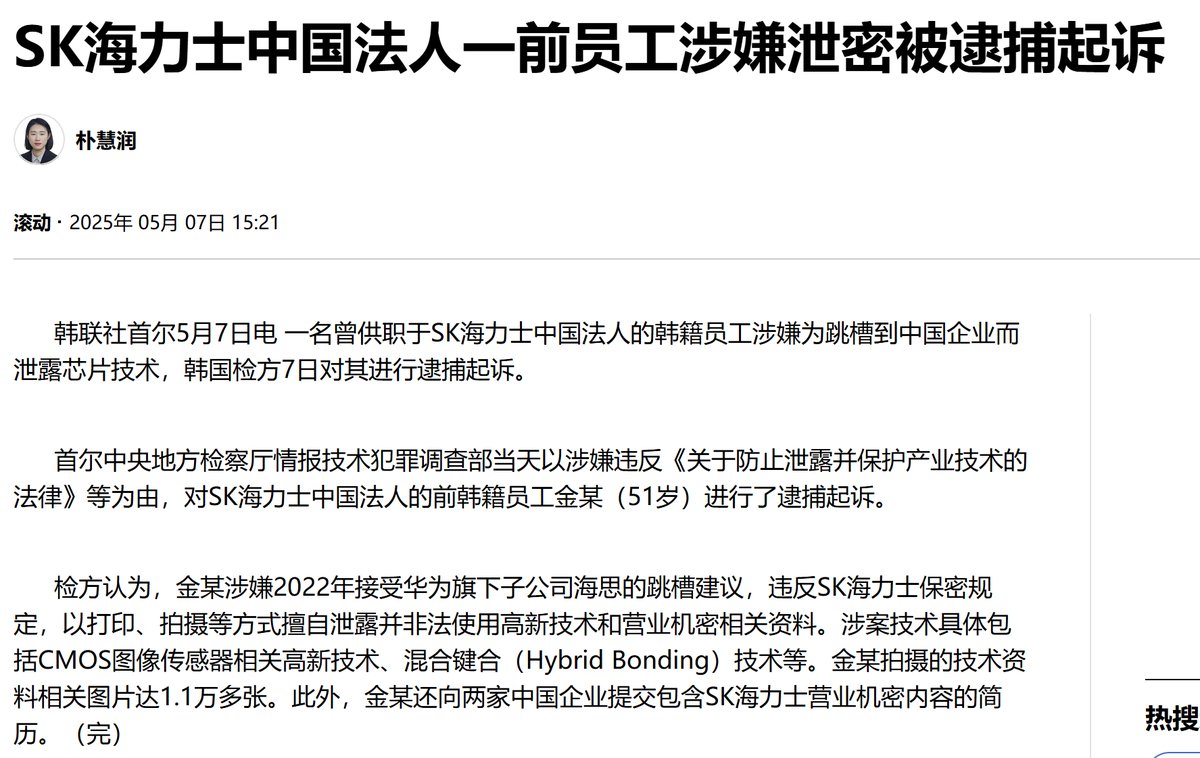 SK海力士中国法人一前员工涉嫌泄密被逮捕起诉
朴慧润
滚动 · 2025年 05月 07日 15:21
韩联社首尔5月7日电 一名曾供职于SK海力士中国法人的韩籍员工涉嫌为跳槽到中国企业而
泄露芯片技术，韩国检方7日对其进行逮捕起诉。
首尔中央地方检察厅情报技术犯罪调查部当天以涉嫌违反《关于防止泄露并保护产业技术的
法律》等为由，对SK海力士中国法人的前韩籍员工金某（51岁）进行了逮捕起诉。
检方认为，金某涉嫌2022年接受华为旗下子公司海思的跳槽建议，违反SK海力士保密规
定，以打印、拍摄等方式擅自泄露并非法使用高新技术和营业机密相关资料。涉案技术具体包
括CMOS图像传感器相关高新技术、混合键合（Hybrid Bonding）技术等。金某拍摄的技术资
料相关图片达1.1万多张。此外，金某还向两家中国企业提交包含SK海力士营业机密内容的简
历。（完）
热搜